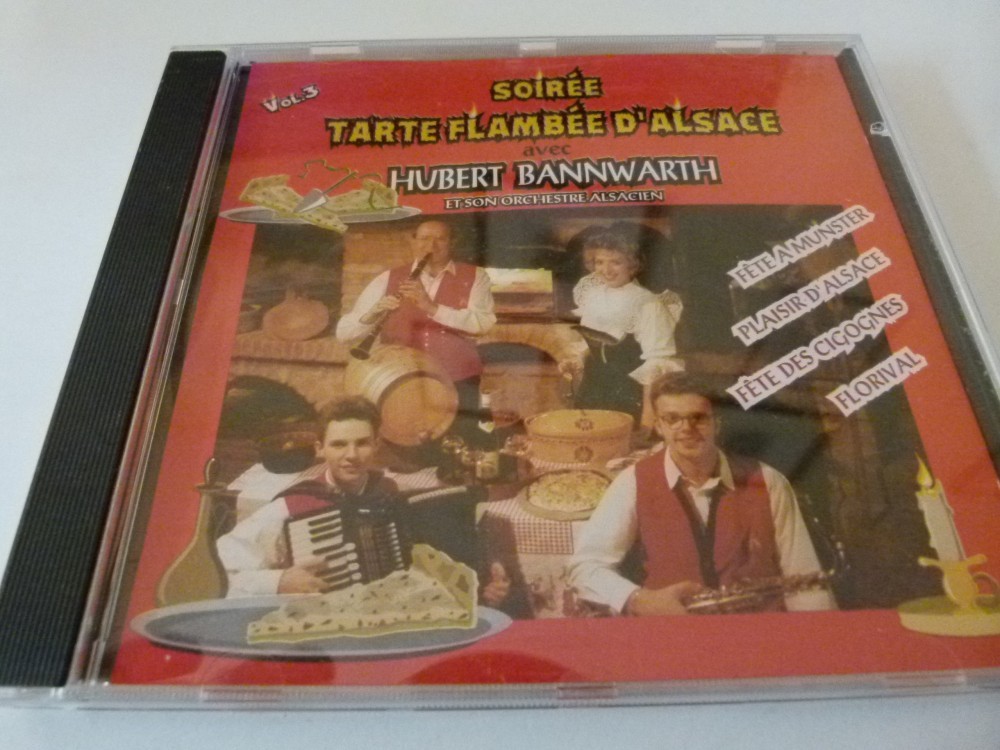 VOL.3
SOIRÉE
TARTE FLAMBÉE D'ALSACE
avec
HUBERT BANNWARTH
ET SON ORCHESTRE ALSACIEN
FÊTE A MUNSTER
PLAISIR D'ALSACE
FÊTE DES CIGOGNES
FLORIVAL